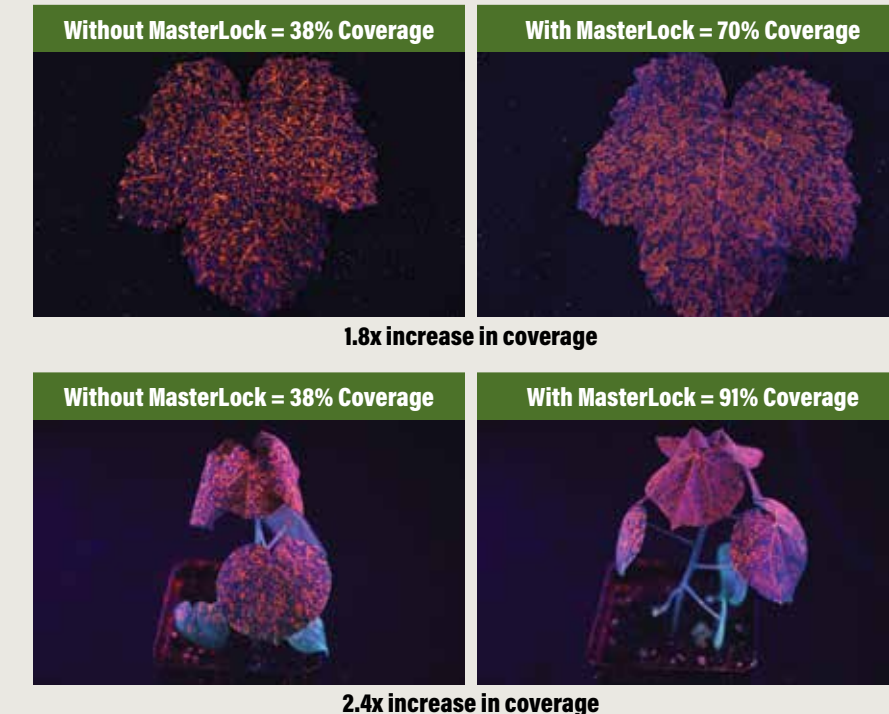 Without MasterLock = 38% Coverage
With MasterLock = 70% Coverage
1.8x increase in coverage
Without MasterLock = 38% Coverage
With MasterLock = 91% Coverage
2.4x increase in coverage